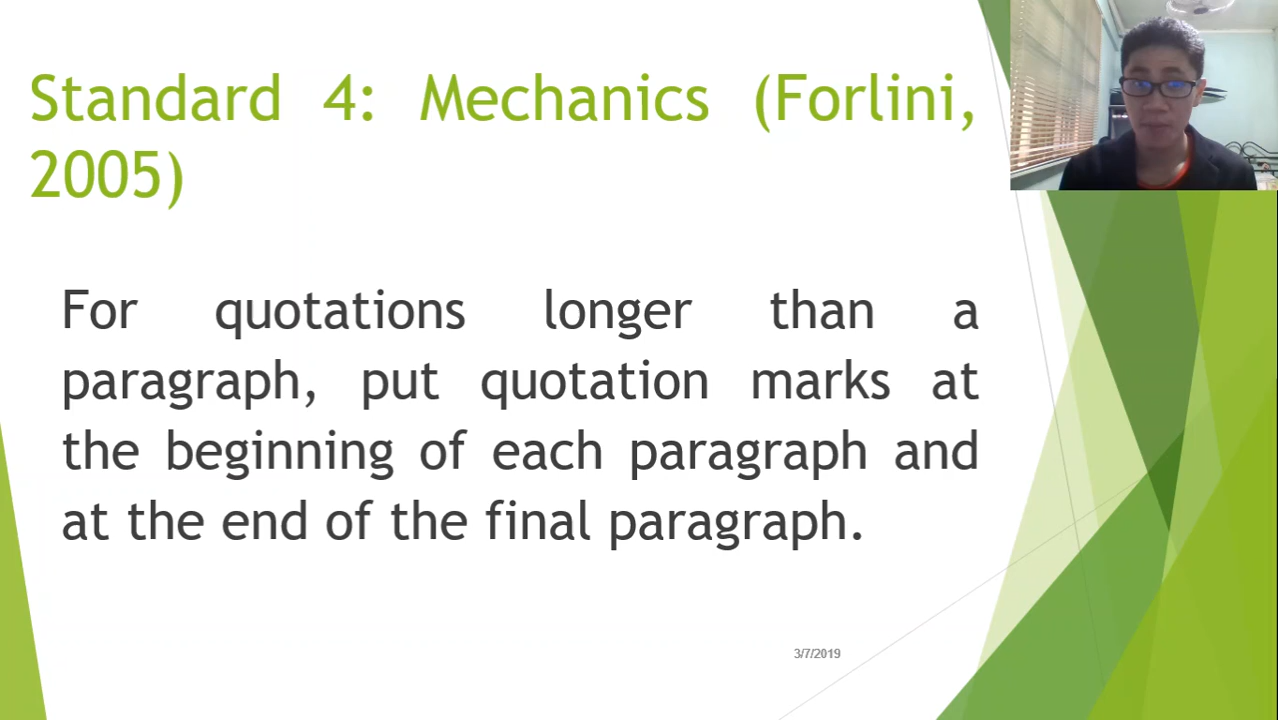 Standard 4: Mechanics (Forlini,
2005)
For quotations longer than a
paragraph, put quotation marks at
the beginning of each paragraph and
at the end of the final paragraph.
3/7/2019